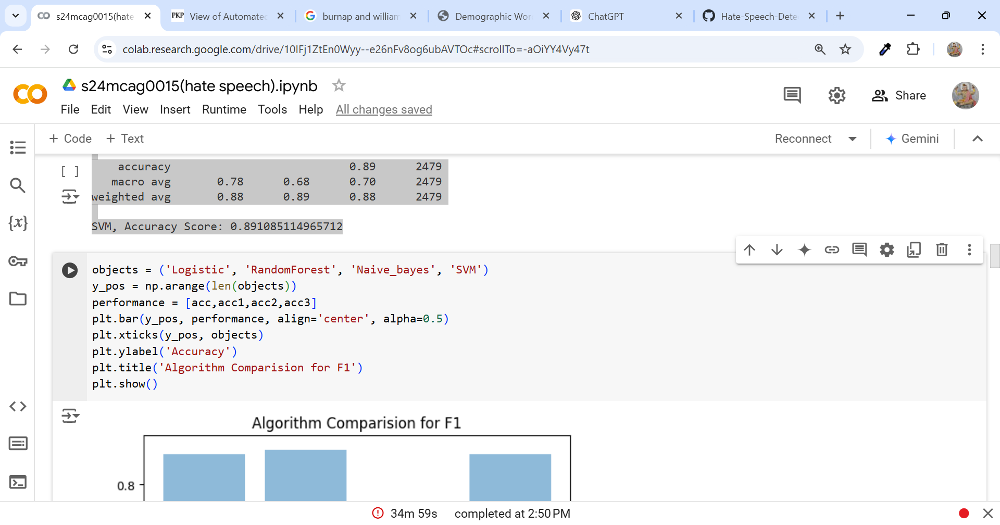 s24mcag0015(hate
View of Automated
burnap and william
Demographic Wor
ChatGPT
Hate-Speech-Dete
colab.research.google.com/drive/10IFj1ZtEn0Wyy--e26nFv8og6ubAVTOc#scrollTo=-aOiYY4Vy47t
s24mcag0015(hate speech).ipynb
File Edit View Insert Runtime Tools Help All changes saved
Share
+ Code + Text
Reconnect
Gemini
[ ]
accuracy 0.89 2479
macro avg 0.78 0.68 0.70 2479
weighted avg 0.88 0.89 0.88 2479
SVM, Accuracy Score: 0.891085114965712
objects = ('Logistic', 'RandomForest', 'Naive_bayes', 'SVM')
y_pos = np.arange(len(objects))
performance = [acc,acc1,acc2,acc3]
plt.bar(y_pos, performance, align='center', alpha=0.5)
plt.xticks(y_pos, objects)
plt.ylabel('Accuracy')
plt.title('Algorithm Comparision for F1')
plt.show()
Algorithm Comparision for F1
0.8
34m 59s completed at 2:50 PM